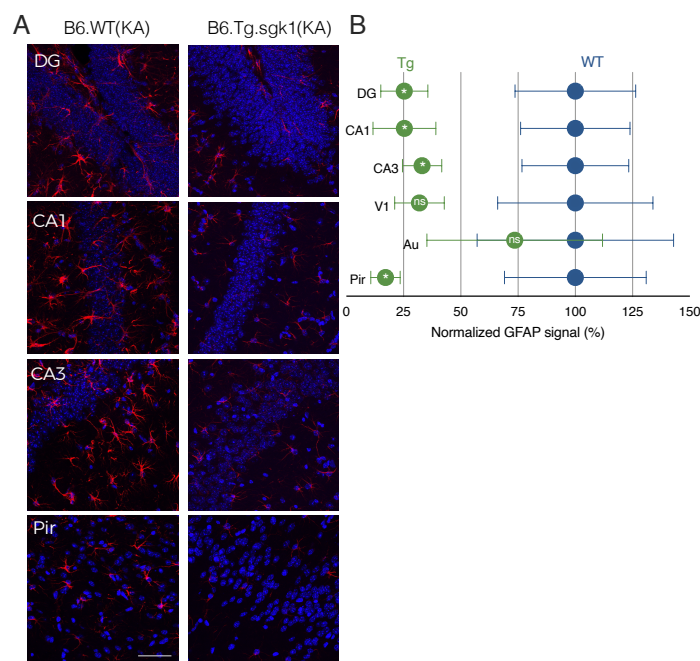 A
B6.WT(KA)
B6.Tg.sgk1(KA)
DG
CA1
CA3
Pir
B
Tg
WT
DG
*
CA1
*
CA3
*
V1
ns
Au
ns
Pir
*
0
25
50
75
100
125
150
Normalized GFAP signal (%)